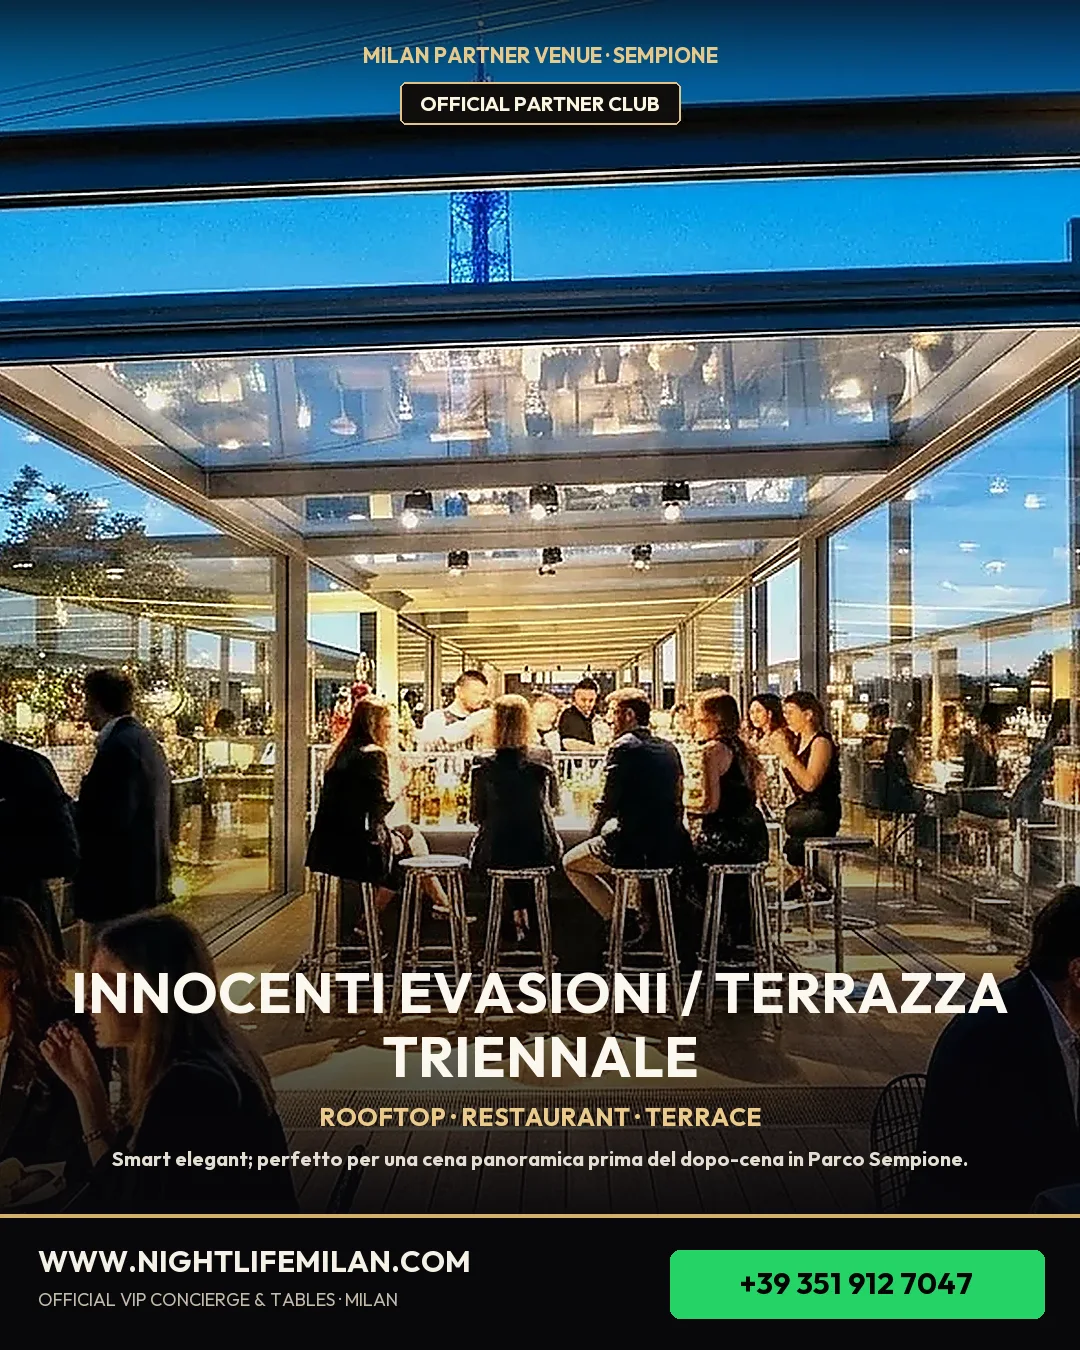 MILAN PARTNER VENUE · SEMPIONE
OFFICIAL PARTNER CLUB
INNOCENTI EVASIONI / TERRAZZA
TRIENNALE
ROOFTOP · RESTAURANT · TERRACE
Smart elegant; perfetto per una cena panoramica prima del dopo-cena in Parco Sempione.
WWW.NIGHTLIFEMILAN.COM
OFFICIAL VIP CONCIERGE & TABLES · MILAN
+39 351 912 7047